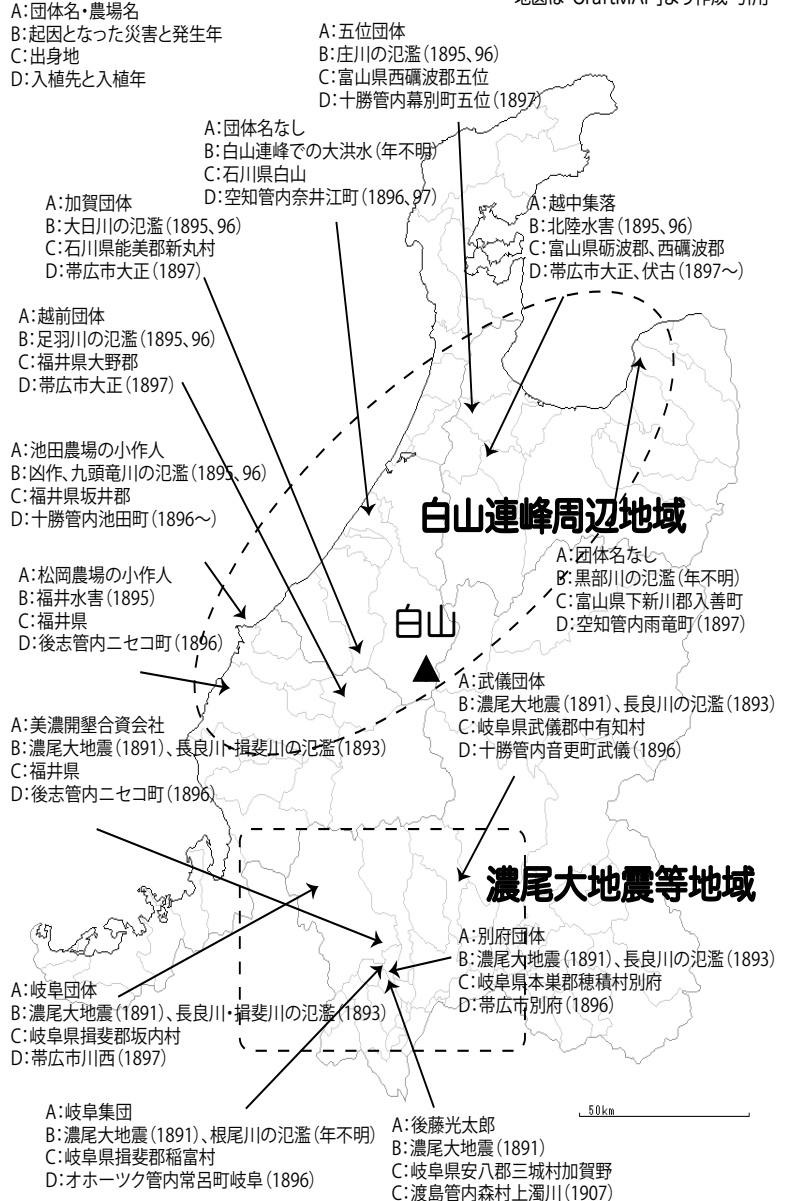 A:団体名・農場名
B:起因となった災害と発生年
C:出身地
D:入植先と入植年
A:五位団体
B:庄川の氾濫(1895、96)
C:富山県西礪波郡五位
D:十勝管内幕別町五位(1897)
A:団体名なし
B:白山連峰での大洪水(年不明)
C:石川県白山
D:空知管内奈井江町(1896、97)
A:加賀団体
B:大日川の氾濫(1895、96)
C:石川県能美郡新丸村
D:帯広市大正(1897)
A:越中集落
B:北陸水害(1895、96)
C:富山県砺波郡、西礪波郡
D:帯広市大正、伏古(1897~)
A:越前団体
B:足羽川の氾濫(1895、96)
C:福井県大野郡
D:帯広市大正(1897)
A:池田農場の小作人
B:凶作、九頭竜川の氾濫(1895、96)
C:福井県坂井郡
D:十勝管内池田町(1896~)
白山連峰周辺地域
A:団体名なし
B:黒部川の氾濫(年不明)
C:富山県下新川郡入善町
D:空知管内雨竜町(1897)
A:松岡農場の小作人
B:福井水害(1895)
C:福井県
D:後志管内ニセコ町(1896)
白山
A:武儀団体
B:濃尾大地震(1891)、長良川の氾濫(1893)
C:岐阜県武儀郡中有知村
D:十勝管内音更町武儀(1896)
A:美濃開墾合資会社
B:濃尾大地震(1891)、長良川・揖斐川の氾濫(1893)
C:福井県
D:後志管内ニセコ町(1896)
濃尾大地震等地域
A:別府団体
B:濃尾大地震(1891)、長良川の氾濫(1893)
C:岐阜県本巣郡穂積村別府
D:帯広市別府(1896)
A:岐阜団体
B:濃尾大地震(1891)、長良川・揖斐川の氾濫(1893)
C:岐阜県揖斐郡坂内村
D:帯広市川西(1897)
A:岐阜集団
B:濃尾大地震(1891)、根尾川の氾濫(年不明)
C:岐阜県揖斐郡稲富村
D:オホーツク管内常呂町岐阜(1896)
50km
A:後藤光太郎
B:濃尾大地震(1891)
C:岐阜県安八郡三城村加賀野
C:渡島管内森村上濁川(1907)